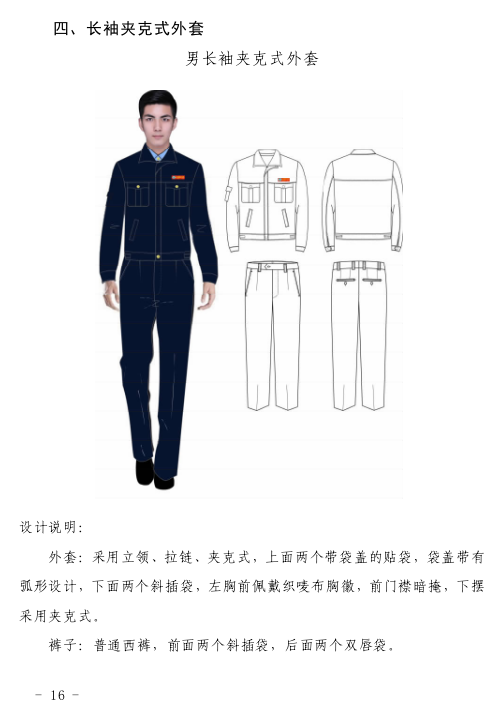 四、长袖夹克式外套
男长袖夹克式外套
设计说明：
外套：采用立领、拉链、夹克式，上面两个带袋盖的贴袋，袋盖带有
弧形设计，下面两个斜插袋，左胸前佩戴织唛布胸徽，前门襟暗掩，下摆
采用夹克式。
裤子：普通西裤，前面两个斜插袋，后面两个双唇袋。
- 16 -